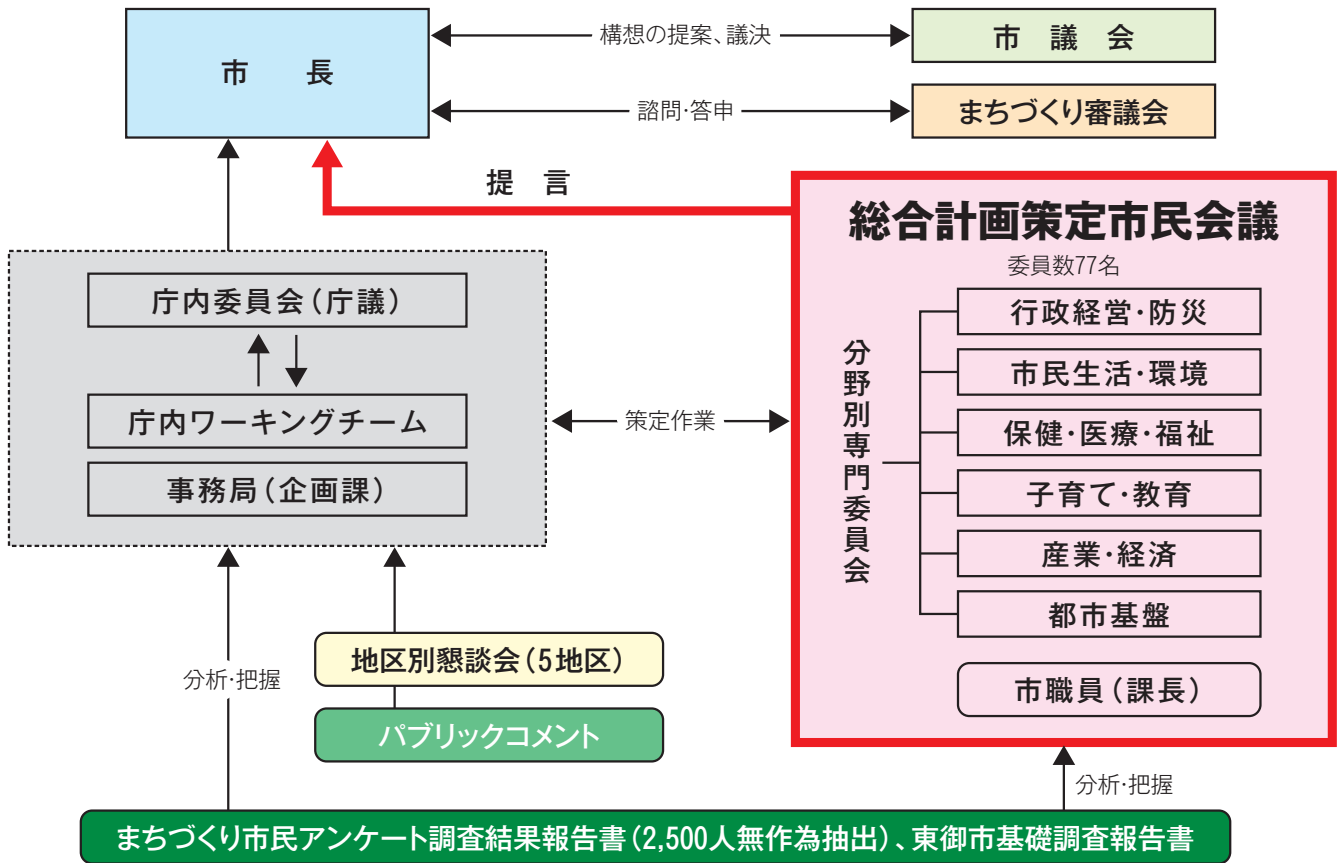 市　長
構想の提案、議決
市　議　会
諮問・答申
まちづくり審議会
提　言
総合計画策定市民会議
委員数77名
分野別専門委員会
行政経営・防災
市民生活・環境
保健・医療・福祉
子育て・教育
産業・経済
都市基盤
市職員（課長）
庁内委員会（庁議）
庁内ワーキングチーム
事務局（企画課）
策定作業
地区別懇談会（5地区）
パブリックコメント
分析・把握
分析・把握
まちづくり市民アンケート調査結果報告書（2,500人無作為抽出）、東御市基礎調査報告書